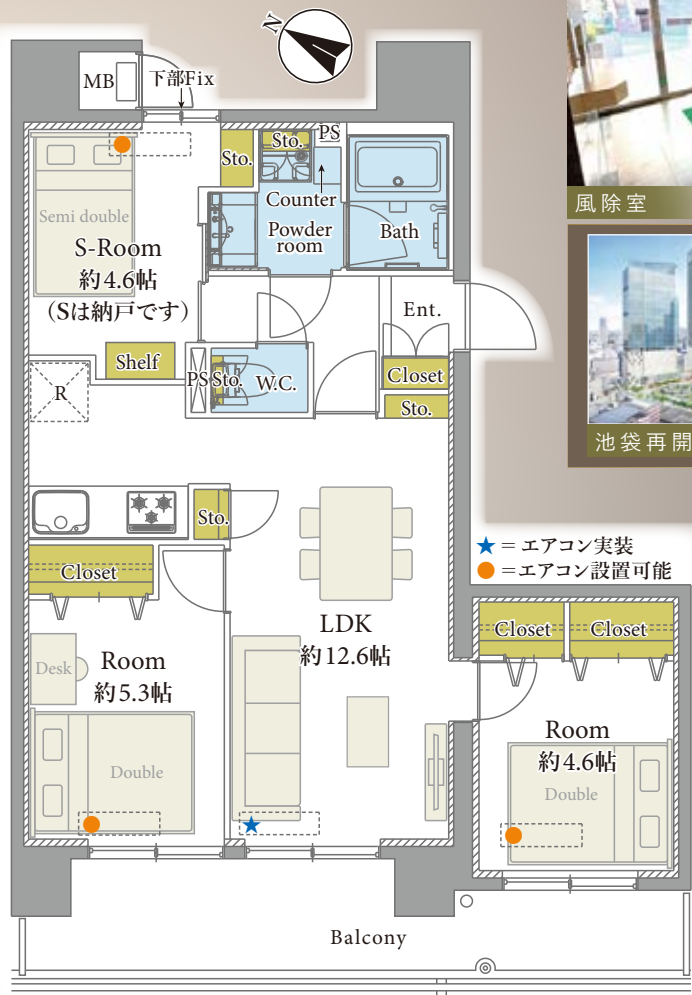 N
MB
下部Fix
PS
Sto.
Sto.
Counter
Powder
room
Bath
Semi double
S-Room
約4.6帖
(Sは納戸です)
Ent.
Shelf
PS
Sto.
W.C.
Closet
Sto.
R
Sto.
Closet
LDK
約12.6帖
Desk
Room
約5.3帖
Double
Closet
Closet
Room
約4.6帖
Double
Balcony
風除室
池袋再開
★=エアコン実装
●=エアコン設置可能